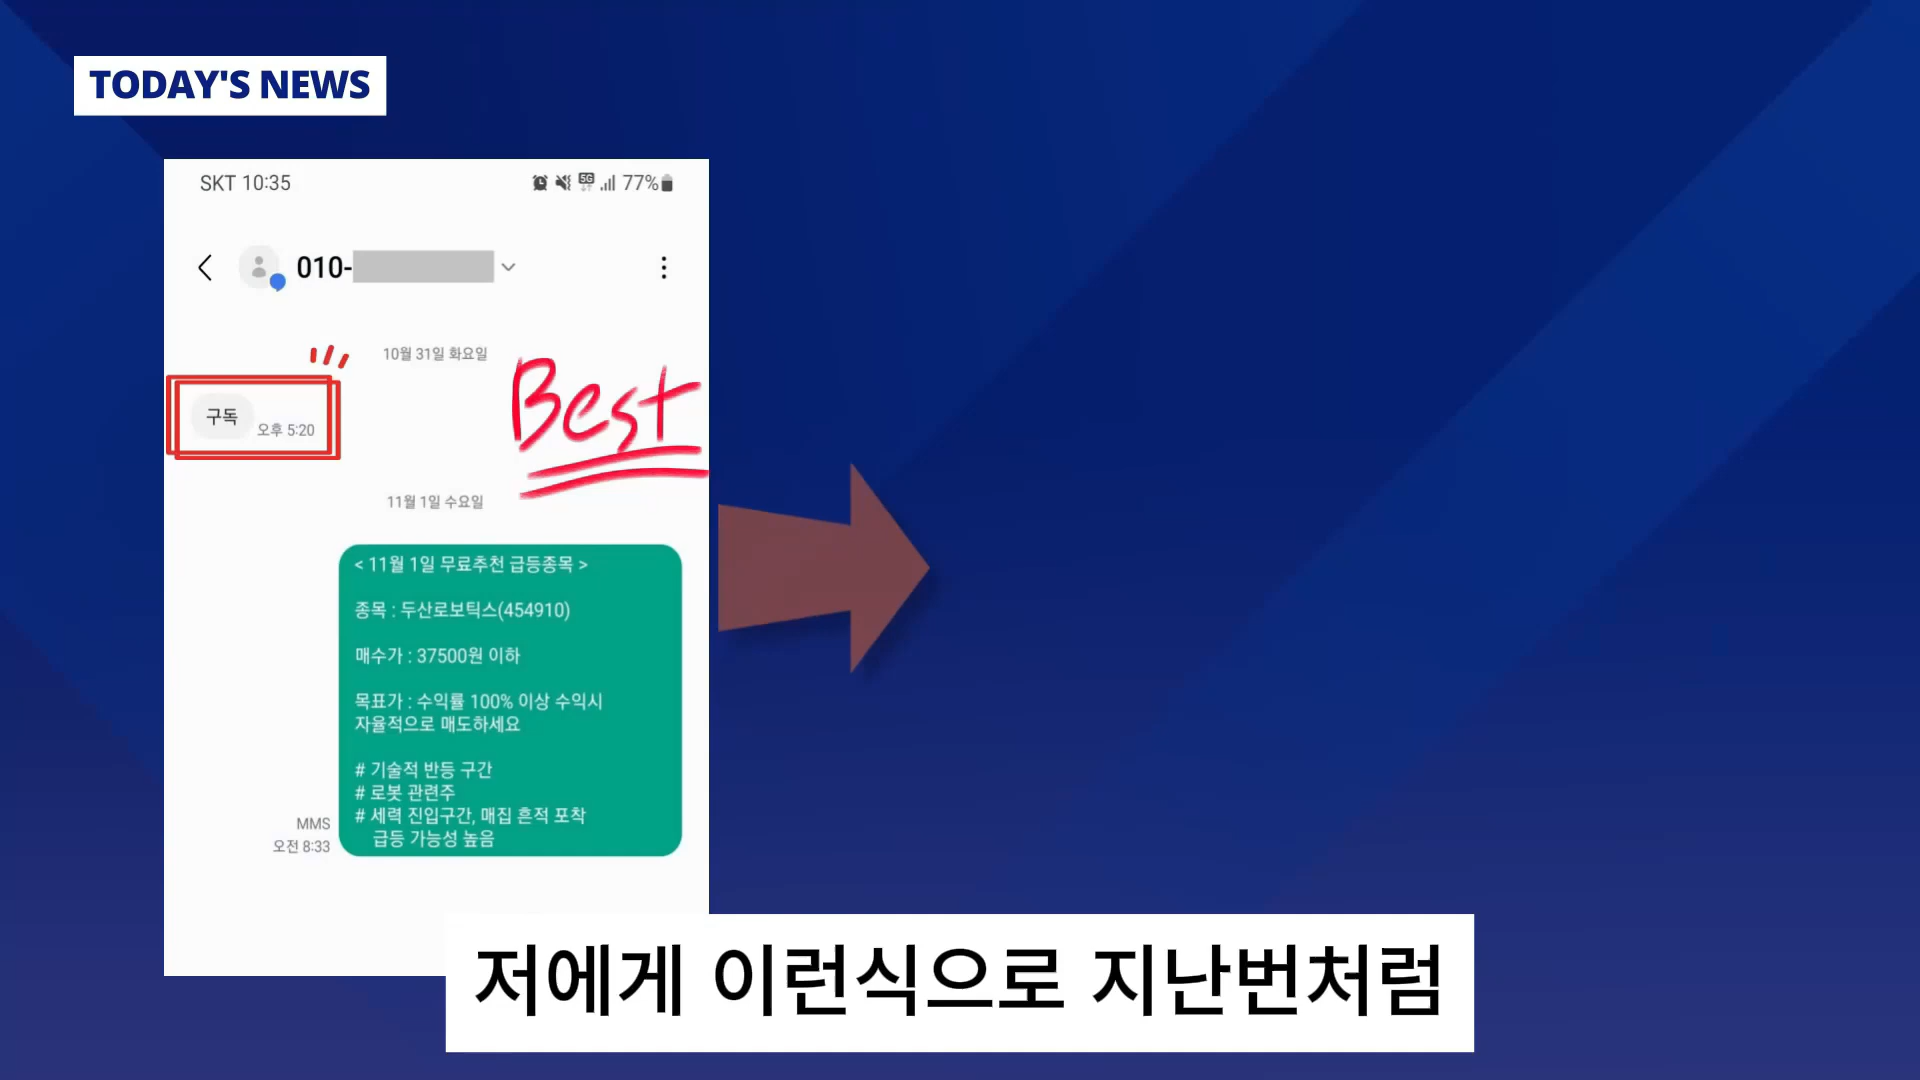 TODAY'S NEWS
SKT 10:35
5G
77%
010-
10월 31일 화요일
Best
구독
오후 5:20
11월 1일 수요일
< 11월 1일 무료추천 급등종목 >
종목 : 두산로보틱스(454910)
매수가 : 37500원 이하
목표가 : 수익률 100% 이상 수익시
자율적으로 매도하세요
# 기술적 반등 구간
# 로봇 관련주
# 세력 진입구간, 매집 흔적 포착
급등 가능성 높음
MMS
오전 8:33
저에게 이런식으로 지난번처럼